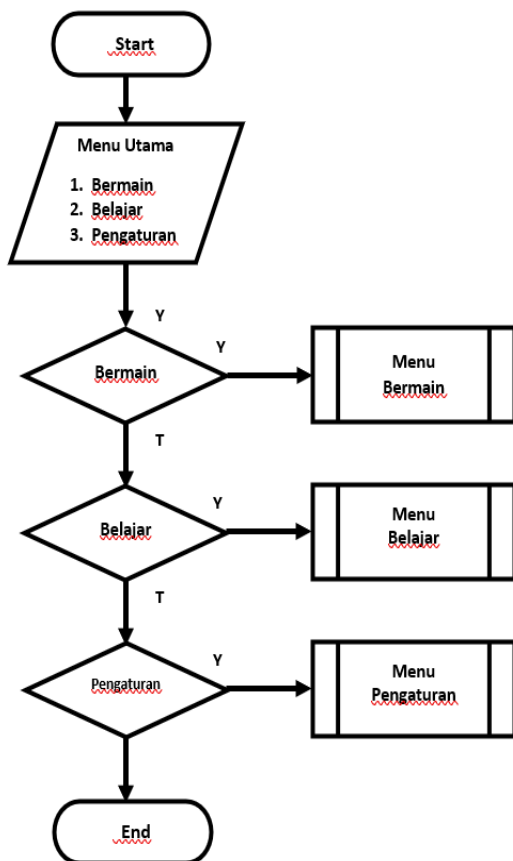 Start
Menu Utama
1. Bermain
2. Belajar
3. Pengaturan
Y
Y
Bermain
Menu
Bermain
T
Y
Belajar
Menu
Belajar
T
Y
Pengaturan
Menu
Pengaturan
End